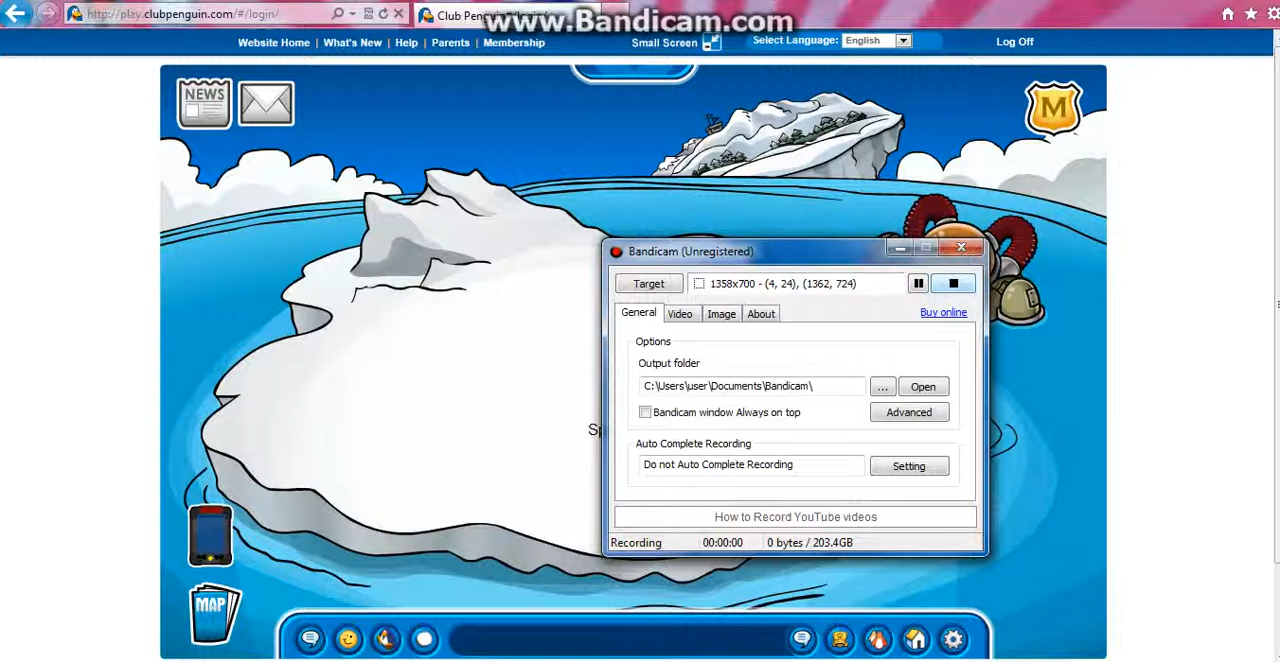 http://play.clubpenguin.com/#/login/
Club Penguin
www.Bandicam.com
Website Home | What's New | Help | Parents | Membership
Small Screen
Select Language: English
Log Off
NEWS
M
Bandicam (Unregistered)
Target
1358x700 - (4, 24), (1362, 724)
General
Video
Image
About
Buy online
Options
Output folder
C:\Users\user\Documents\Bandicam\
...
Open
Bandicam window Always on top
Advanced
Auto Complete Recording
Do not Auto Complete Recording
Setting
How to Record YouTube videos
Recording
00:00:00
0 bytes / 203.4GB
MAP